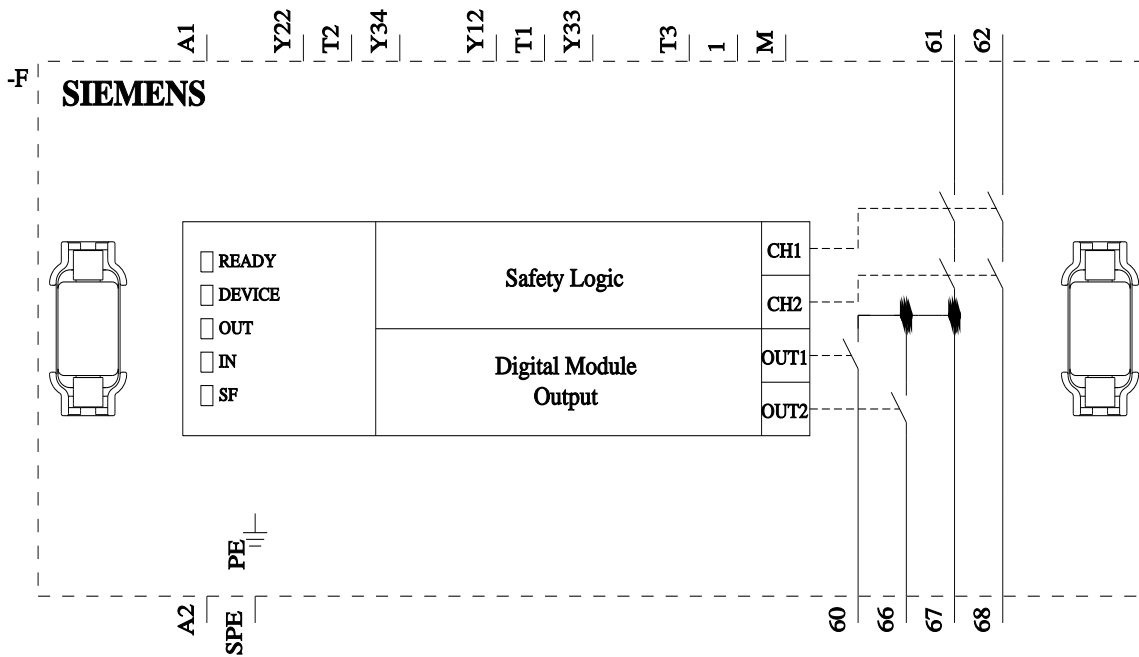 A1
Y22
T2
Y34
Y12
T1
Y33
T3
1
M
61
62
-F
SIEMENS
READY
DEVICE
OUT
IN
SF
Safety Logic
Digital Module
Output
CH1
CH2
OUT1
OUT2
PE
A2
SPE
60
66
67
68